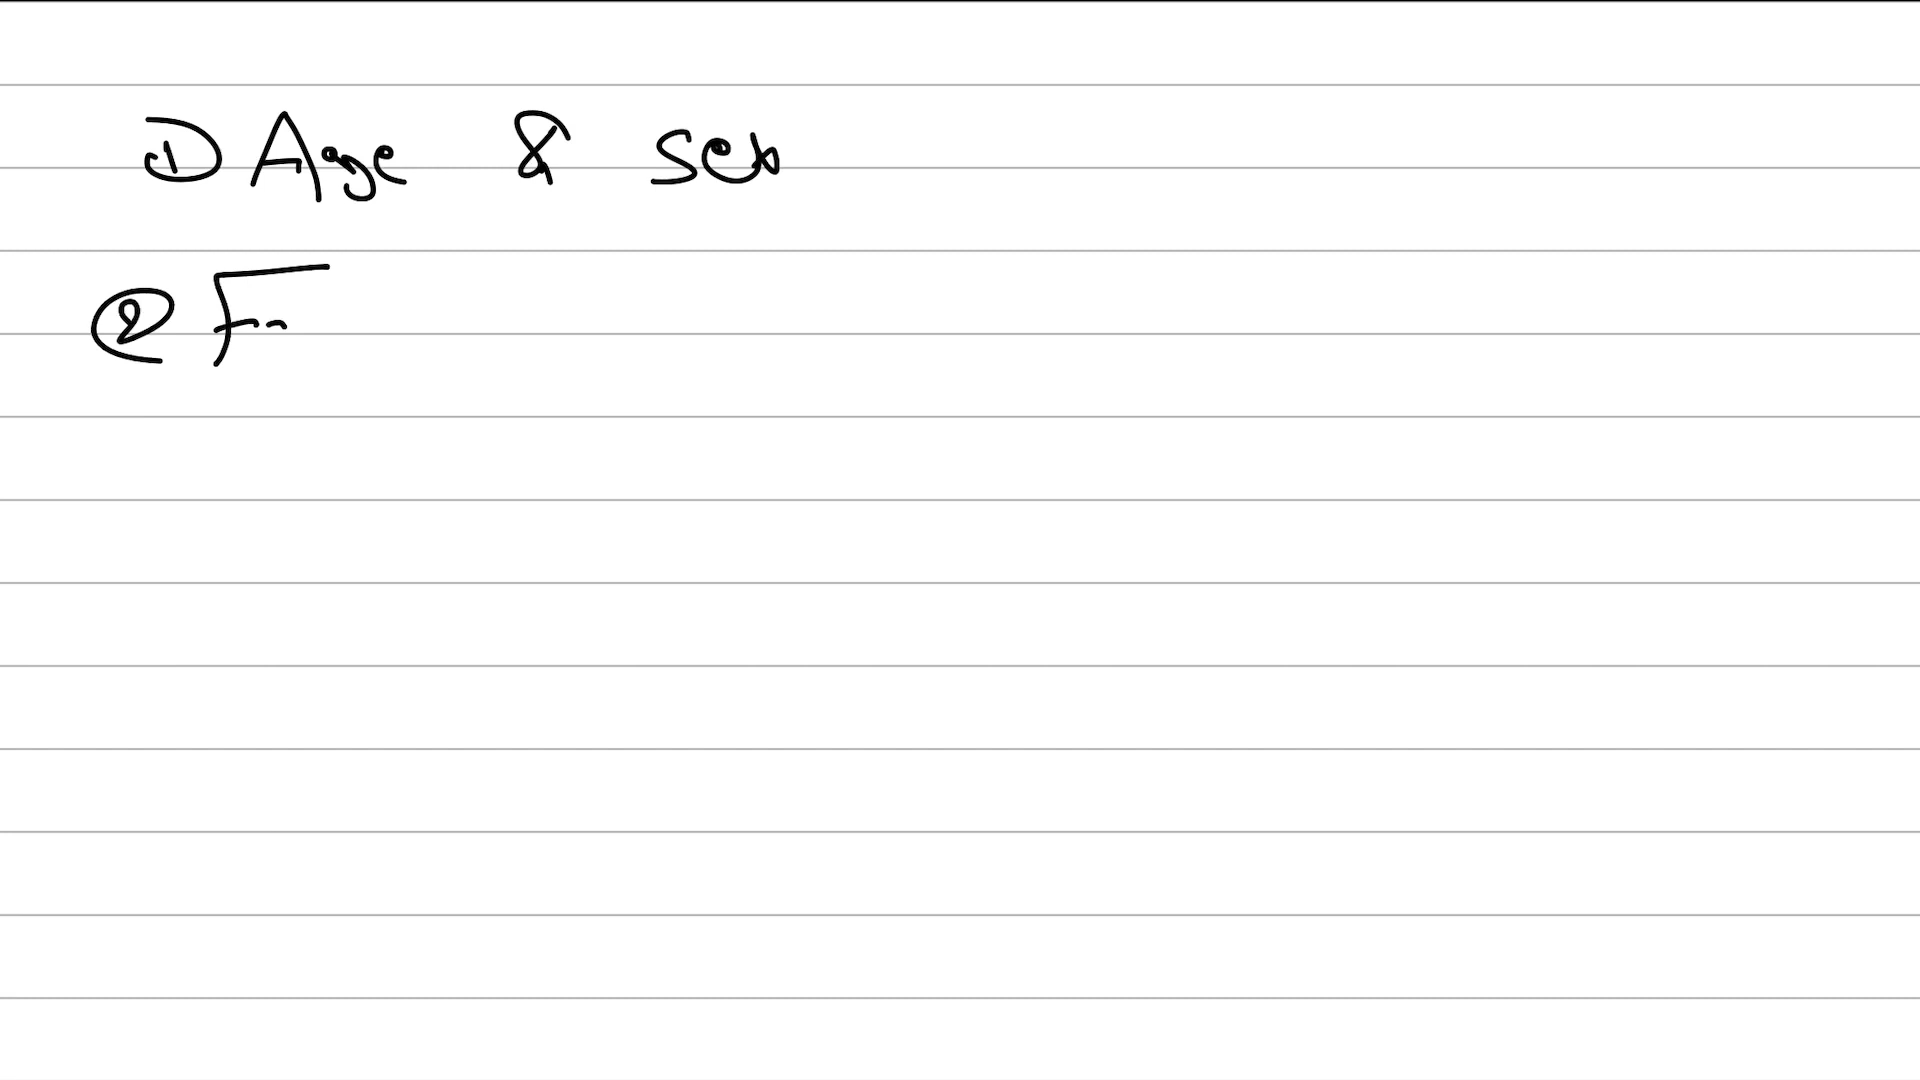 ① Age & sex
② F